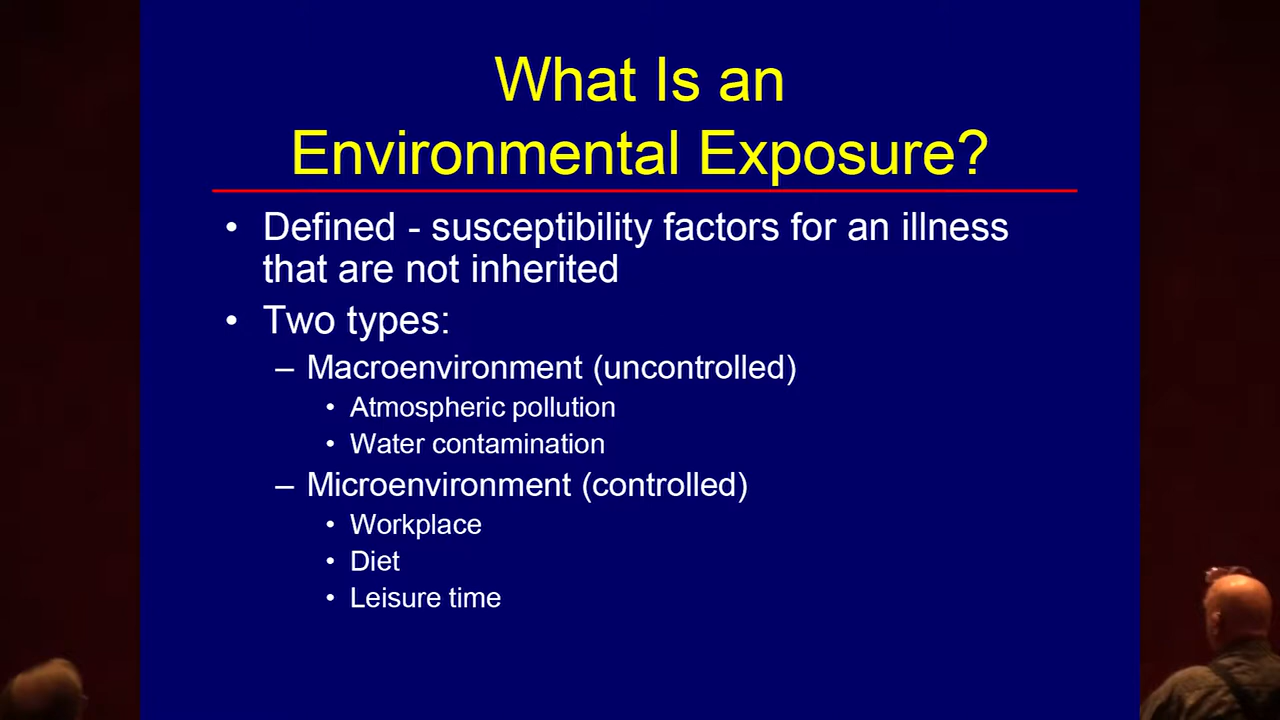 What Is an
Environmental Exposure?
• Defined - susceptibility factors for an illness
that are not inherited
• Two types:
– Macroenvironment (uncontrolled)
• Atmospheric pollution
• Water contamination
– Microenvironment (controlled)
• Workplace
• Diet
• Leisure time